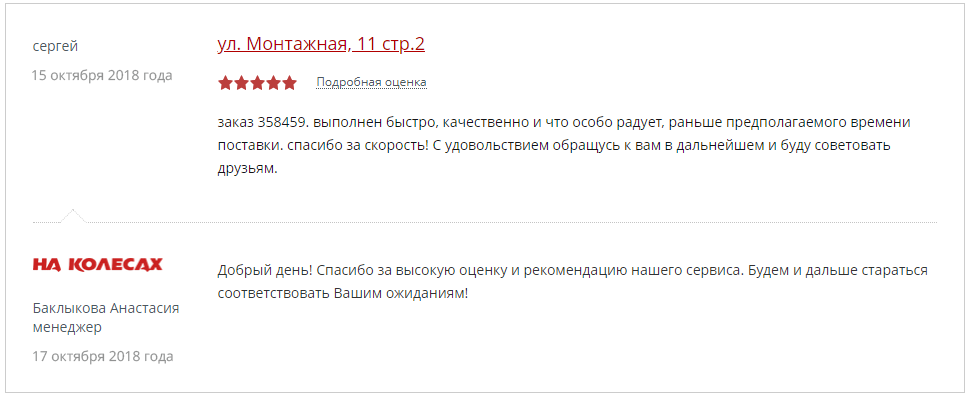 сергей
15 октября 2018 года
ул. Монтажная, 11 стр.2
Подробная оценка
заказ 358459. выполнен быстро, качественно и что особо радует, раньше предполагаемого времени
поставки. спасибо за скорость! С удовольствием обращусь к вам в дальнейшем и буду советовать
друзьям.
НА КОЛЕСАХ
Баклыкова Анастасия
менеджер
17 октября 2018 года
Добрый день! Спасибо за высокую оценку и рекомендацию нашего сервиса. Будем и дальше стараться
соответствовать Вашим ожиданиям!